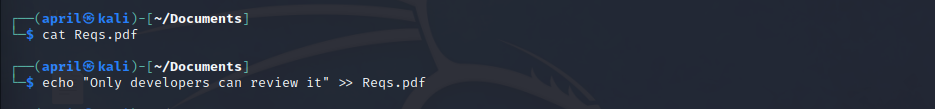 ┌──(april㉿kali)-[~/Documents]
└─$ cat Reqs.pdf
┌──(april㉿kali)-[~/Documents]
└─$ echo "Only developers can review it" >> Reqs.pdf